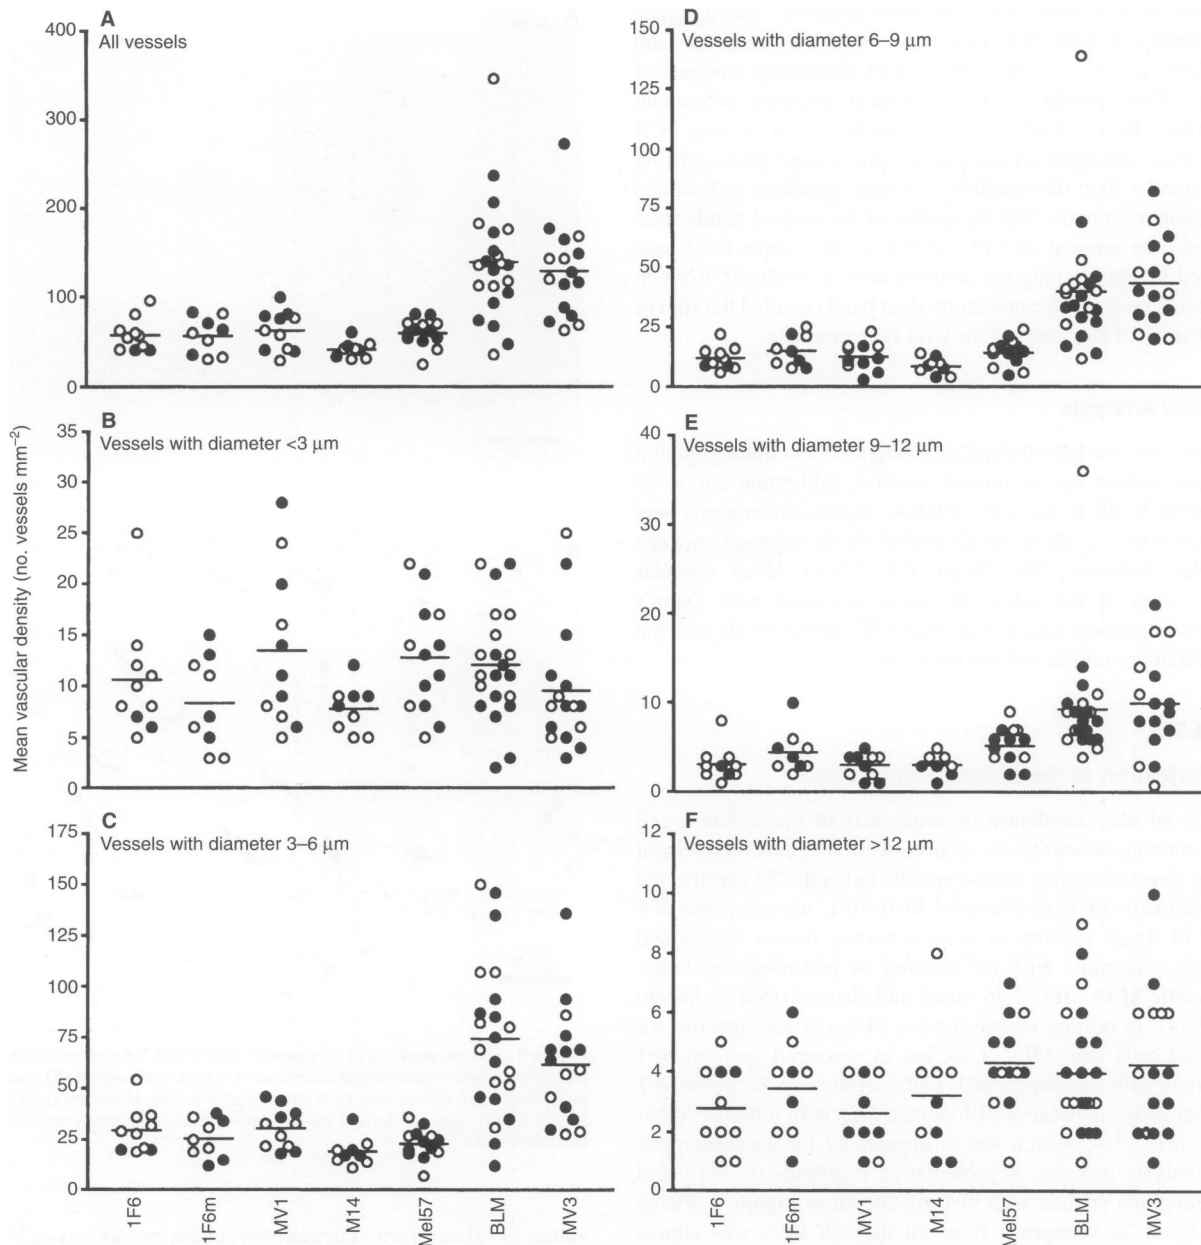 A
All vessels
400
300
200
100
0
B
Vessels with diameter <3 µm
35
30
25
20
15
10
5
0
C
Vessels with diameter 3–6 µm
175
150
125
100
75
50
25
0
Mean vascular density (no. vessels mm⁻²)
1F6
1F6m
MV1
M14
Mel57
BLM
MV3
D
Vessels with diameter 6–9 µm
150
125
100
75
50
25
0
E
Vessels with diameter 9–12 µm
40
30
20
10
0
F
Vessels with diameter >12 µm
12
10
8
6
4
2
0
1F6
1F6m
MV1
M14
Mel57
BLM
MV3